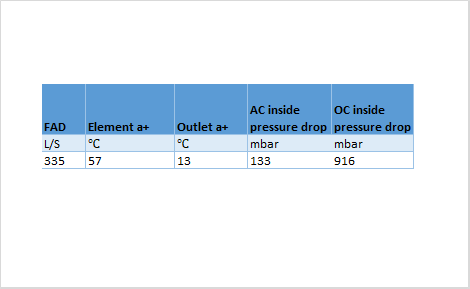 AC inside OC inside
FAD Element a+ Outlet a+ pressure drop pressure drop
L/S °C °C mbar mbar
335 57 13 133 916